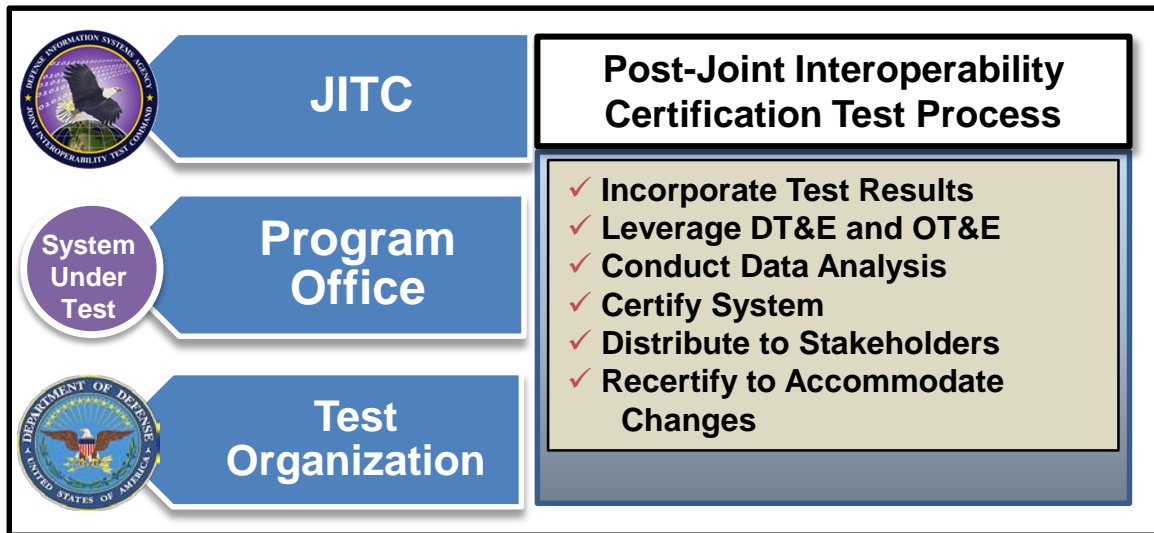 DEFENSE INFORMATION SYSTEMS AGENCY
JOINT INTEROPERABILITY TEST COMMAND
JITC
System
Under
Test
Program
Office
DEPARTMENT OF DEFENSE
UNITED STATES OF AMERICA
Test
Organization
Post-Joint Interoperability
Certification Test Process
✓ Incorporate Test Results
✓ Leverage DT&E and OT&E
✓ Conduct Data Analysis
✓ Certify System
✓ Distribute to Stakeholders
✓ Recertify to Accommodate
Changes